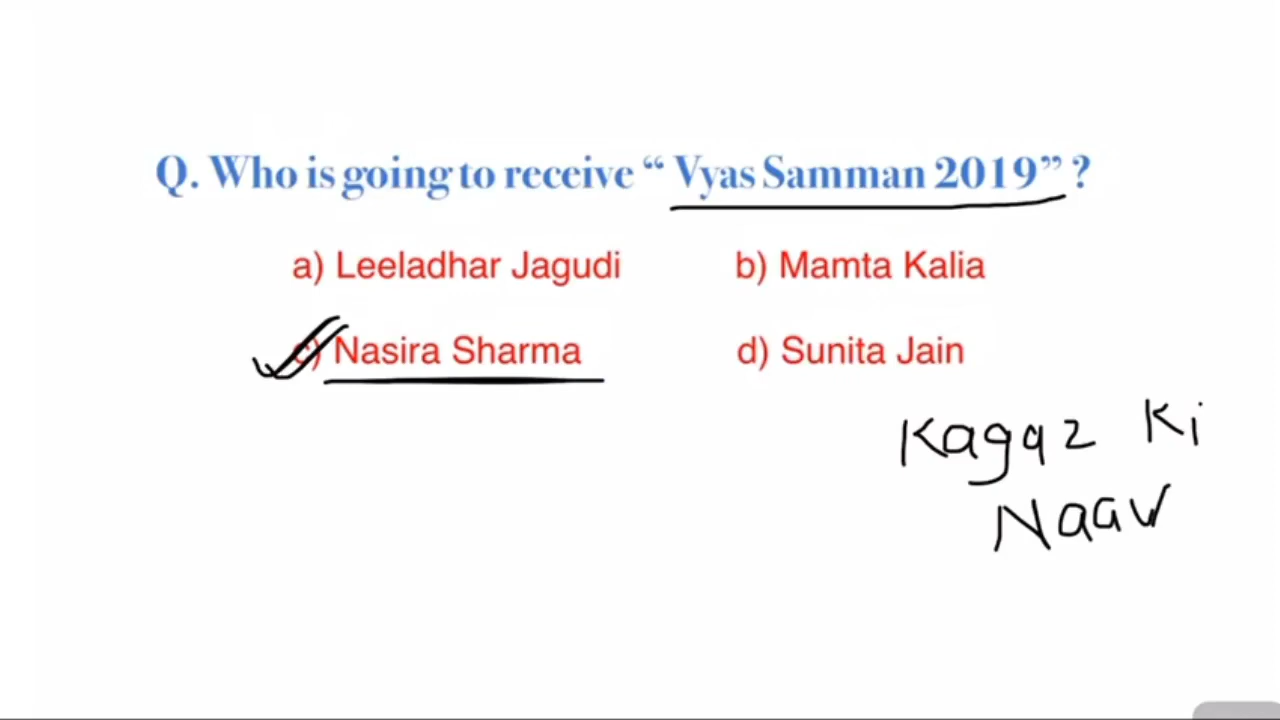 Q. Who is going to receive “ Vyas Samman 2019” ?
a) Leeladhar Jagudi b) Mamta Kalia
c) Nasira Sharma d) Sunita Jain
Kagaz Ki
Naav